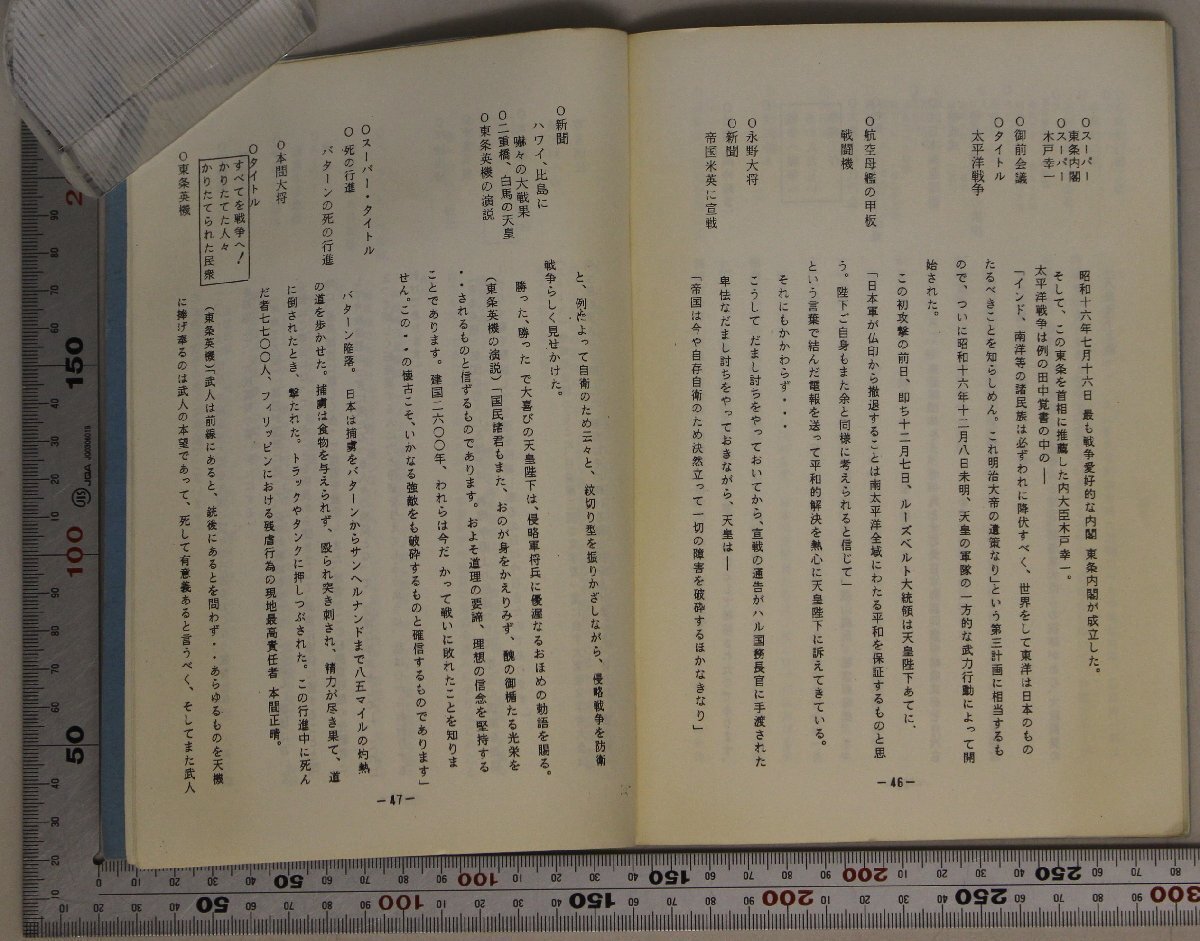 ○スーパー
東条内閣
○スーパー
木戸幸一
○御前会議
○タイトル
太平洋戦争
○航空母艦の甲板
戦闘機
○永野大将
○新聞
帝国米英に宣戦
昭和十六年七月十六日 最も戦争愛好的な内閣 東条内閣が成立した。
そして、この東条を首相に推薦した内大臣木戸幸一。
太平洋戦争は例の田中覚書の中の―
「インド、南洋等の諸民族は必ずわれに降伏すべく、世界をして東洋は日本のもの
たるべきことを知らしめん。これ明治大帝の遺策なり」という第三計画に相当するも
ので、ついに昭和十六年十二月八日未明、天皇の軍隊の一方的な武力行動によって開
始された。
この初攻撃の前日、即ち十二月七日、ルーズベルト大統領は天皇陛下あてに、
「日本軍が仏印から撤退することは南太平洋全域にわたる平和を保証するものと思
う。陛下ご自身もまた余と同様に考えられると信じて」
という言葉で結んだ電報を送って平和的解決を熱心に天皇陛下に訴えてきている。
それにもかかわらず・・・
こうして だまし討ちをやっておいてから、宣戦の通告がハル国務長官に手渡された
卑怯なだまし討ちをやっておきながら、天皇は―
「帝国は今や自存自衛のため決然立って一切の障害を破砕するほかなきなり」
―46―
○新聞
ハワイ、比島に
嚇々の大戦果
○二重橋、白馬の天皇
○東条英機の演説
○スーパー・タイトル
○死の行進
バターンの死の行進
○本間大将
○タイトル
すべてを戦争へ!
かりたてた人々
かりたてられた民衆
○東条英機
と、例によって自衛のため云々と、紋切り型を振りかざしながら、侵略戦争を防衛
戦争らしく見せかけた。
勝った、勝った で大喜びの天皇陛下は、侵略軍将兵に優渥なるおほめの勅語を賜る。
(東条英機の演説)「国民諸君もまた、おのが身をかえりみず、醜の御楯たる光栄を
・・されるものと信ずるものであります。およそ道理の要諦、理想の信念を堅持する
ことであります。建国二六〇〇年、われらは今だ かって戦いに敗れたことを知りま
せん。この・・の懐古こそ、いかなる強敵をも破砕するものと確信するものであります」
バターン陥落。 日本は捕虜をバターンからサンヘルナンドまで八五マイルの灼熱
の道を歩かせた。捕虜は食物を与えられず、殴られ突き刺され、精力が尽き果て、道
に倒されたとき、撃たれた。トラックやタンクに押しつぶされた。この行進中に死ん
だ者七七〇〇人、フィリッピンにおける残虐行為の現地最高責任者 本間正晴。
(東条英機)「武人は前線にあると、銃後にあるとを問わず・・あらゆるものを天機
に捧げ奉るのは武人の本望であって、死して有意義あると言うべく、そしてまた武人
―47―